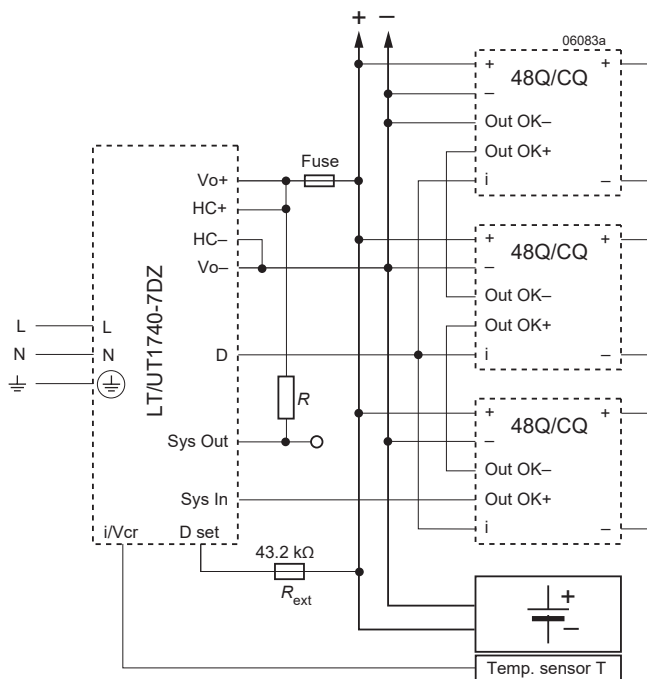 + −
06083a
+ 48Q/CQ +
−
Out OK−
Out OK+
i −
Fuse
Vo+
HC+
HC−
Vo−
D
Sys Out
Sys In
LT/UT1740-7DZ
L L
N N
i/Vcr D set
R
43.2 kΩ
Rext
+ 48Q/CQ +
−
Out OK−
Out OK+
i −
+ 48Q/CQ +
−
Out OK−
Out OK+
i −
+
−
Temp. sensor T